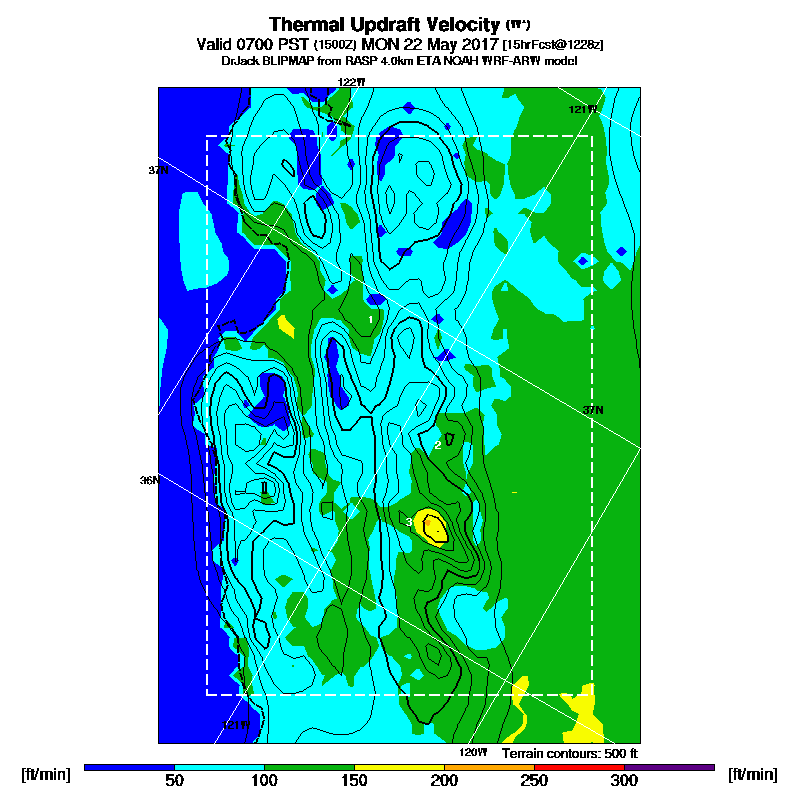 Thermal Updraft Velocity (W*)
Valid 0700 PST (1500Z) MON 22 May 2017 [15hrFcst@1228z]
DrJack BLIPMAP from RASP 4.0km ETA NOAH WRF-ARW model
122W
121W
37N
1
37N
2
36N
3
121W
120W Terrain contours: 500 ft
[ft/min] 50 100 150 200 250 300 [ft/min]